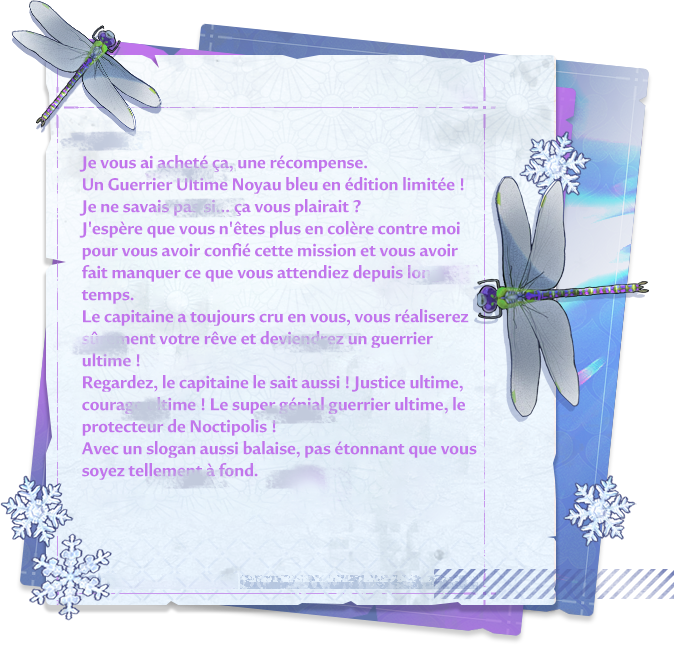 Je vous ai acheté ça, une récompense.
Un Guerrier Ultime Noyau bleu en édition limitée !
Je ne savais pas si... ça vous plairait ?
J'espère que vous n'êtes plus en colère contre moi
pour vous avoir confié cette mission et vous avoir
fait manquer ce que vous attendiez depuis long
temps.
Le capitaine a toujours cru en vous, vous réaliserez
sûrement votre rêve et deviendrez un guerrier
ultime !
Regardez, le capitaine le sait aussi ! Justice ultime,
courage ultime ! Le super génial guerrier ultime, le
protecteur de Noctipolis !
Avec un slogan aussi balaise, pas étonnant que vous
soyez tellement à fond.